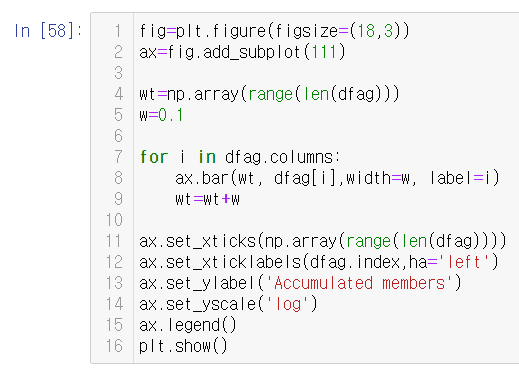 In [58]:
1 fig=plt.figure(figsize=(18,3))
2 ax=fig.add_subplot(111)
3
4 wt=np.array(range(len(dfag)))
5 w=0.1
6
7 for i in dfag.columns:
8     ax.bar(wt, dfag[i],width=w, label=i)
9     wt=wt+w
10
11 ax.set_xticks(np.array(range(len(dfag))))
12 ax.set_xticklabels(dfag.index,ha='left')
13 ax.set_ylabel('Accumulated members')
14 ax.set_yscale('log')
15 ax.legend()
16 plt.show()